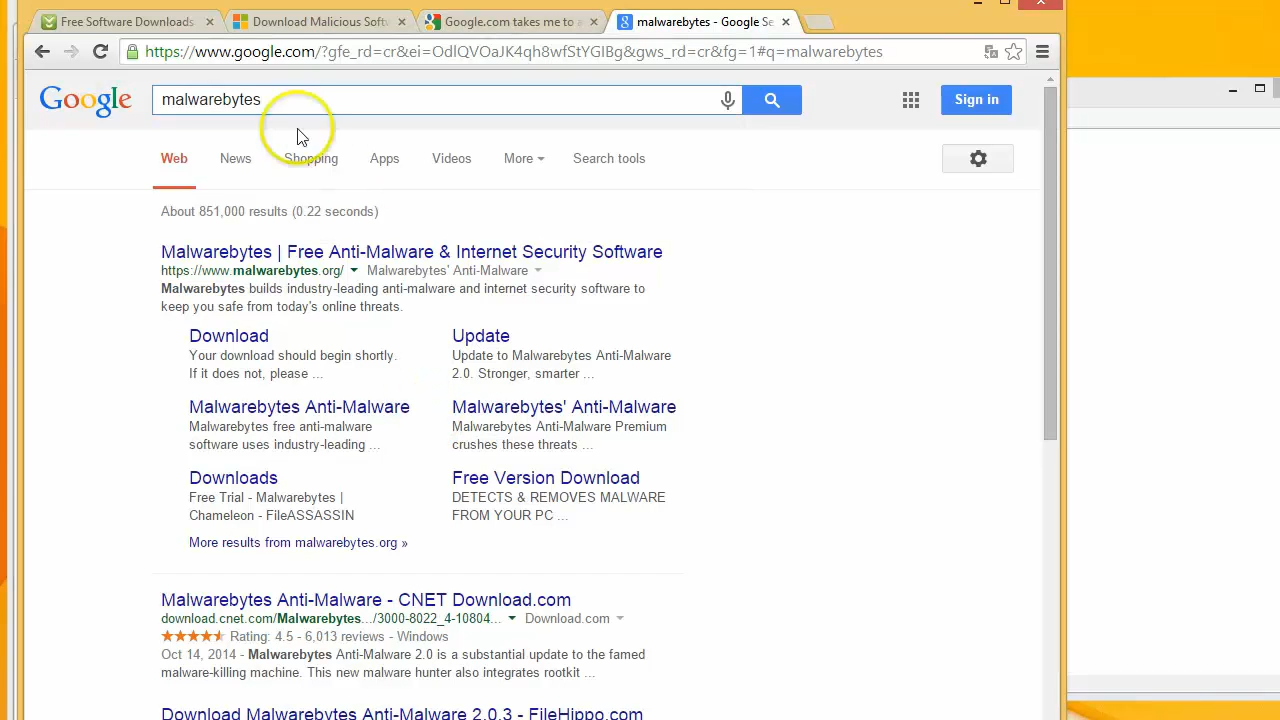 Free Software Downloads
Download Malicious Softw
Google.com takes me to a
malwarebytes - Google Se
https://www.google.com/?gfe_rd=cr&ei=OdlQVOaJK4qh8wfStYGIBg&gws_rd=cr&fg=1#q=malwarebytes
Google
malwarebytes
Sign in
Web News Shopping Apps Videos More Search tools
About 851,000 results (0.22 seconds)
Malwarebytes | Free Anti-Malware & Internet Security Software
https://www.malwarebytes.org/ Malwarebytes' Anti-Malware
Malwarebytes builds industry-leading anti-malware and internet security software to
keep you safe from today's online threats.
Download
Your download should begin shortly.
If it does not, please ...
Update
Update to Malwarebytes Anti-Malware
2.0. Stronger, smarter ...
Malwarebytes Anti-Malware
Malwarebytes free anti-malware
software uses industry-leading ...
Malwarebytes' Anti-Malware
Malwarebytes Anti-Malware Premium
crushes these threats ...
Downloads
Free Trial - Malwarebytes |
Chameleon - FileASSASSIN
Free Version Download
DETECTS & REMOVES MALWARE
FROM YOUR PC ...
More results from malwarebytes.org »
Malwarebytes Anti-Malware - CNET Download.com
download.cnet.com/Malwarebytes.../3000-8022_4-10804... Download.com
Rating: 4.5 - 6,013 reviews - Windows
Oct 14, 2014 - Malwarebytes Anti-Malware 2.0 is a substantial update to the famed
malware-killing machine. This new malware hunter also integrates rootkit ...
Download Malwarebytes Anti-Malware 2.0.3 - FileHippo.com